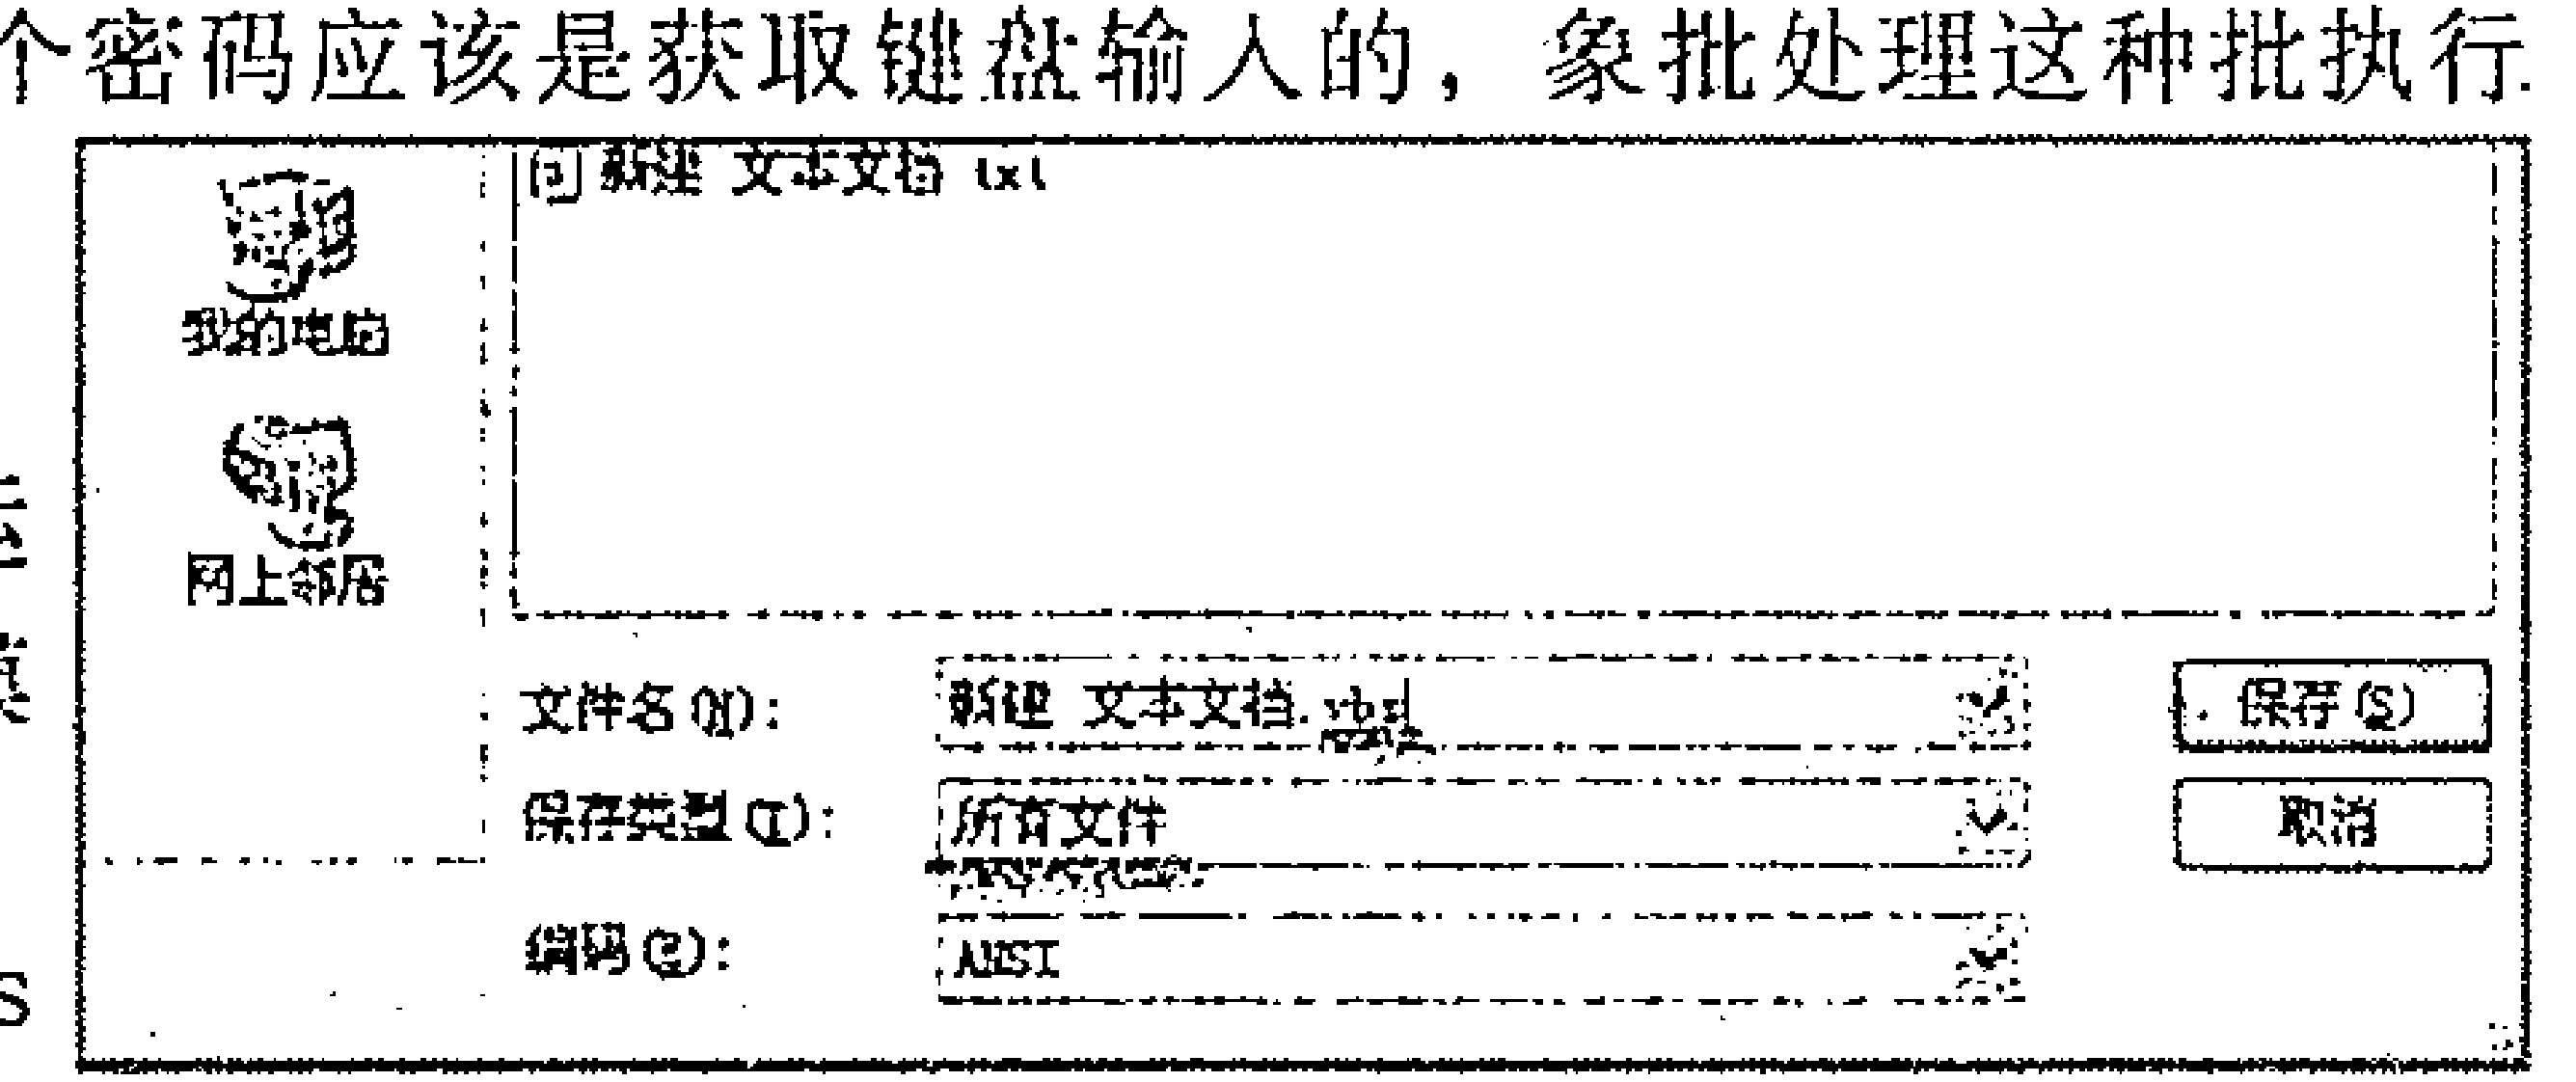 个密码应该是获取键盘输入的，象批处理这种批执行.
新建 文本文档 txt
我的电脑
网上邻居
文件名(N):
新建 文本文档.vbs
保存(S)
保存类型(T):
所有文件
取消
编码(E):
ANSI
S